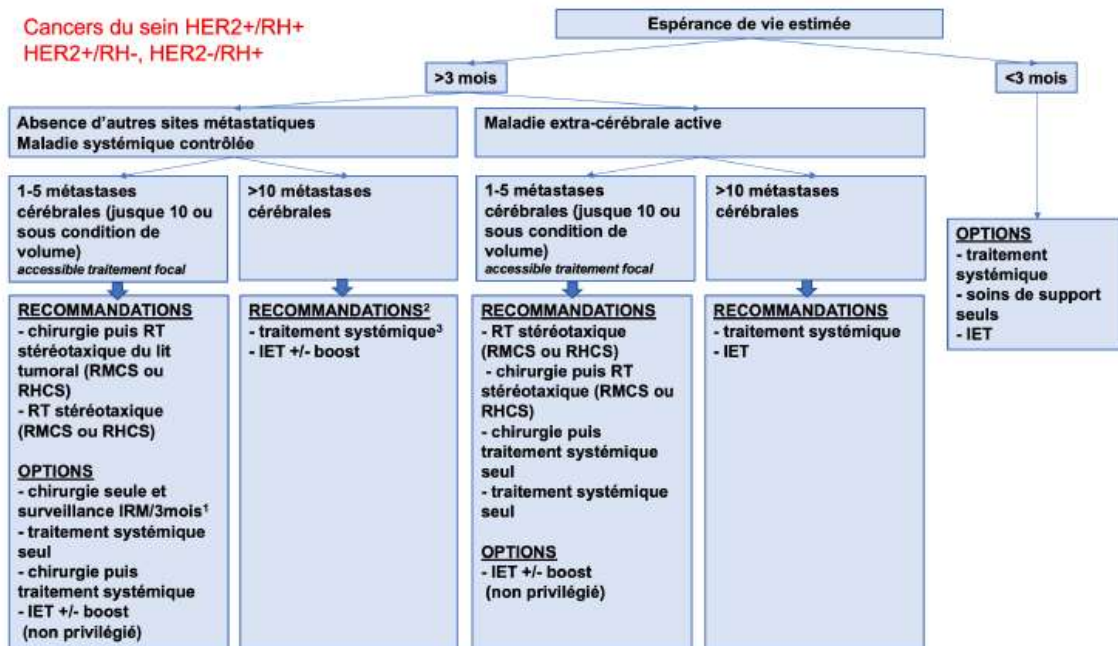 Cancers du sein HER2+/RH+
HER2+/RH-, HER2-/RH+
Espérance de vie estimée
>3 mois
<3 mois
Absence d'autres sites métastatiques
Maladie systémique contrôlée
Maladie extra-cérébrale active
1-5 métastases
cérébrales (jusque 10 ou
sous condition de
volume)
accessible traitement focal
>10 métastases
cérébrales
1-5 métastases
cérébrales (jusque 10 ou
sous condition de
volume)
accessible traitement focal
>10 métastases
cérébrales
OPTIONS
- traitement
systémique
- soins de support
seuls
- IET
RECOMMANDATIONS
- chirurgie puis RT
stéréotaxique du lit
tumoral (RMCS ou
RHCS)
- RT stéréotaxique
(RMCS ou RHCS)
OPTIONS
- chirurgie seule et
surveillance IRM/3mois¹
- traitement systémique
seul
- chirurgie puis
traitement systémique
- IET +/- boost
(non privilégié)
RECOMMANDATIONS²
- traitement systémique³
- IET +/- boost
RECOMMANDATIONS
- RT stéréotaxique
(RMCS ou RHCS)
- chirurgie puis RT
stéréotaxique (RMCS ou
RHCS)
- chirurgie puis
traitement systémique
seul
- traitement systémique
seul
OPTIONS
- IET +/- boost
(non privilégié)
RECOMMANDATIONS
- traitement systémique
- IET